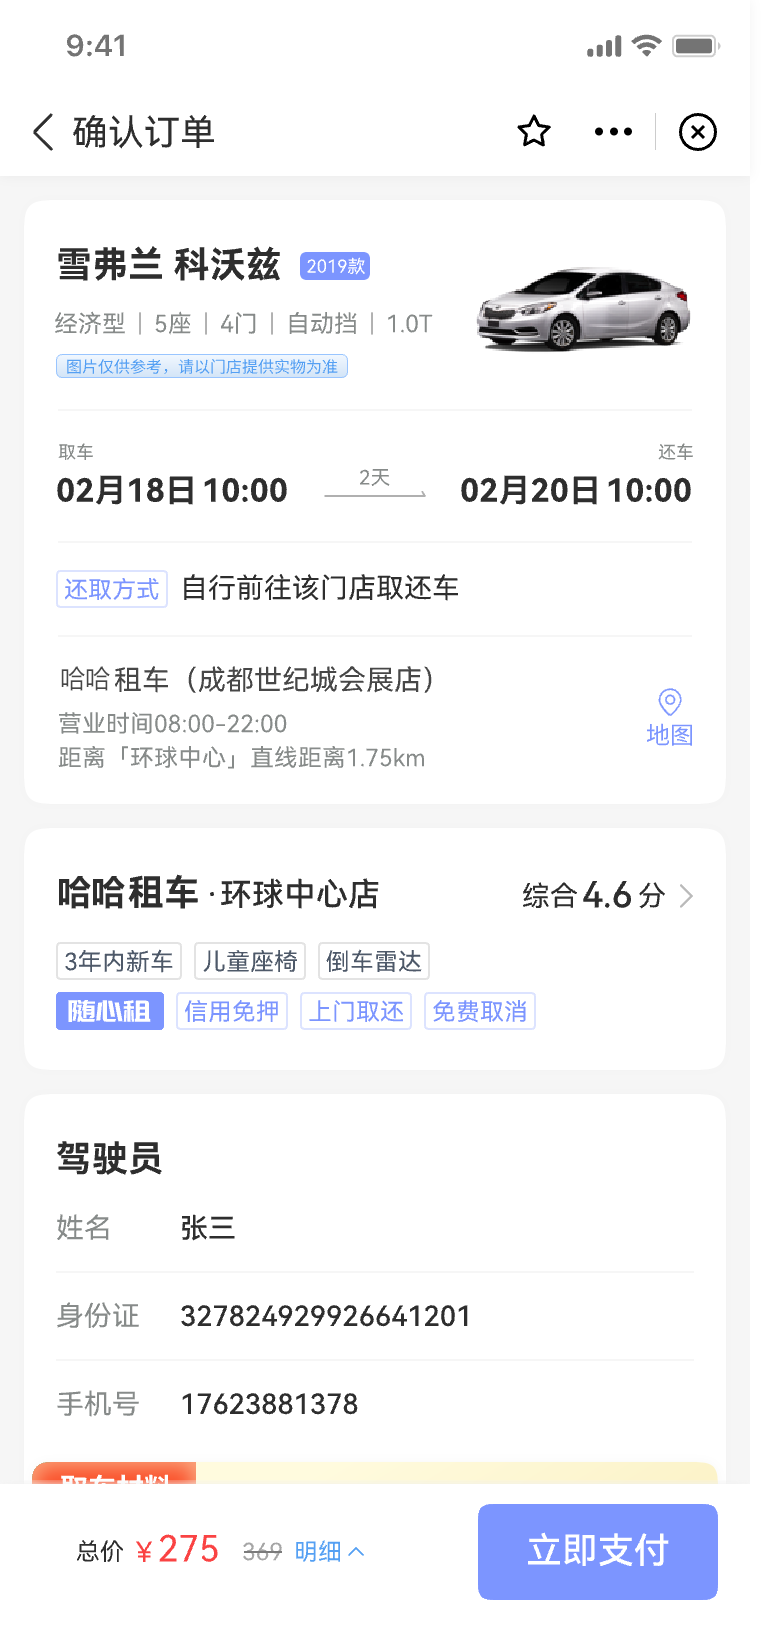 9:41
确认订单
雪弗兰 科沃兹 2019款
经济型｜5座｜4门｜自动挡｜1.0T
图片仅供参考，请以门店提供实物为准
取车 还车
02月18日 10:00 2天 02月20日 10:00
还取方式 自行前往该门店取还车
哈哈租车（成都世纪城会展店）
营业时间08:00-22:00
距离「环球中心」直线距离1.75km
地图
哈哈租车 · 环球中心店 综合 4.6 分
3年内新车 儿童座椅 倒车雷达
随心租 信用免押 上门取还 免费取消
驾驶员
姓名 张三
身份证 327824929926641201
手机号 17623881378
取车材料
总价 ¥275 369 明细 立即支付